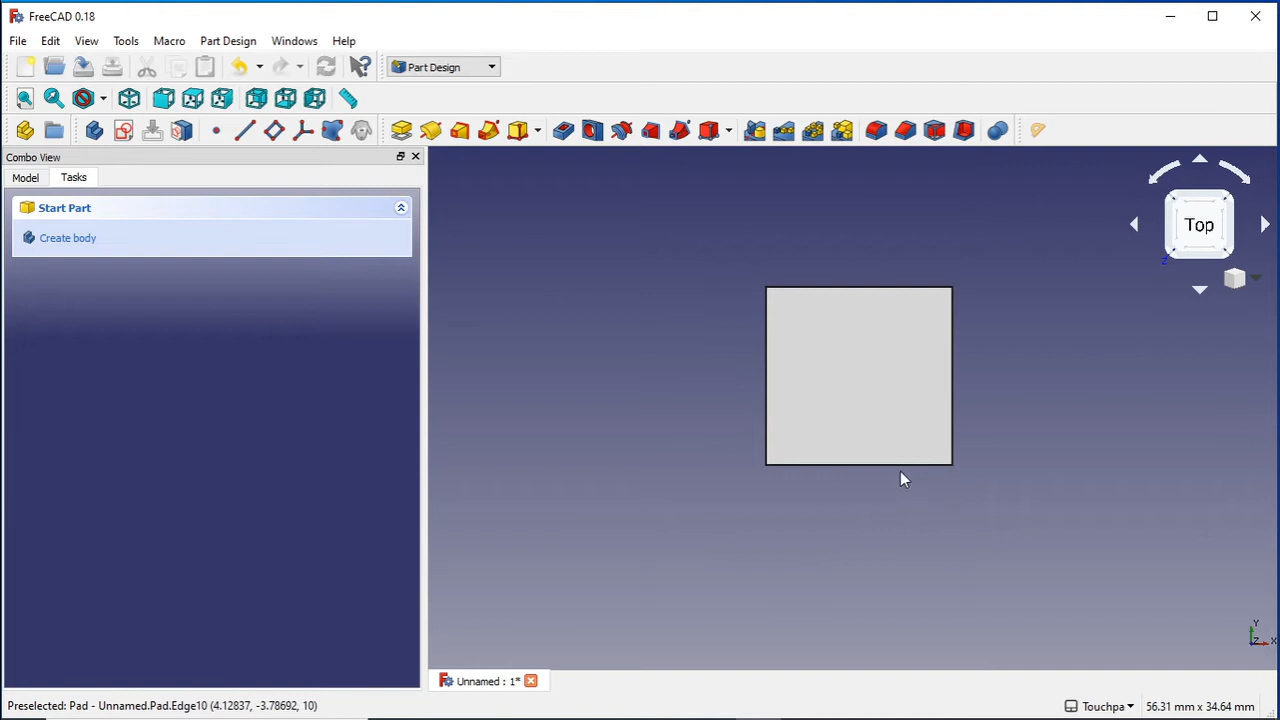 FreeCAD 0.18
File Edit View Tools Macro Part Design Windows Help
Part Design
Combo View
Model Tasks
Start Part
Create body
Top
Z
Y
Z X
Unnamed : 1*
Preselected: Pad - Unnamed.Pad.Edge10 (4.12837, -3.78692, 10) Touchpa 56.31 mm x 34.64 mm